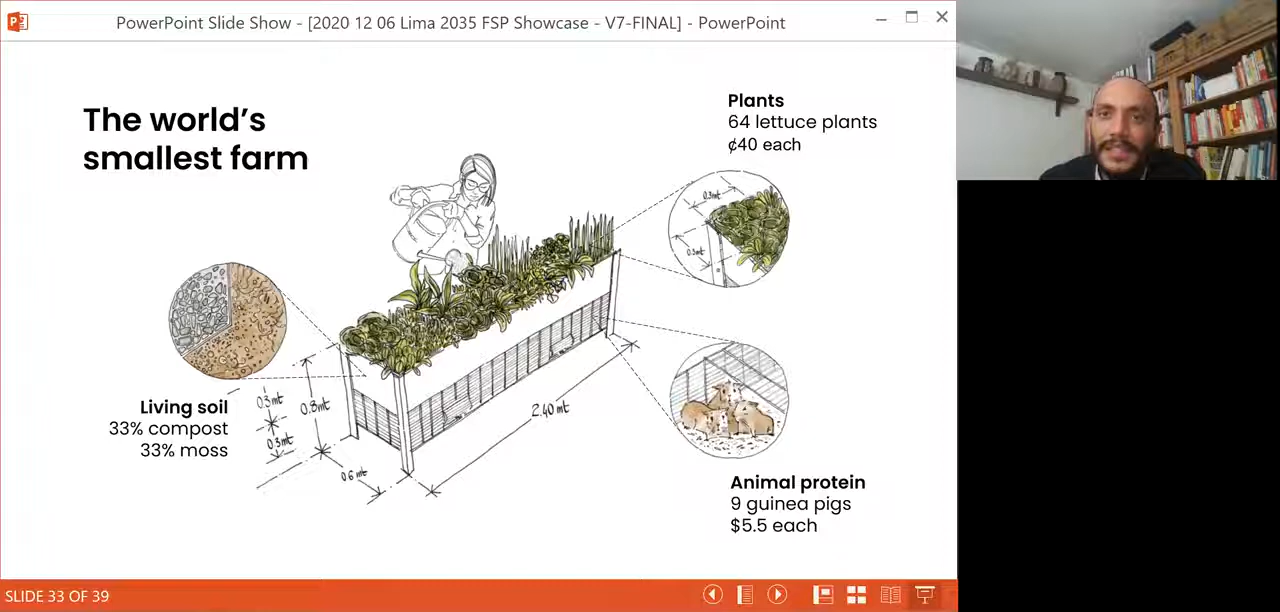 PowerPoint Slide Show - [2020 12 06 Lima 2035 FSP Showcase - V7-FINAL] - PowerPoint
The world's
smallest farm
Plants
64 lettuce plants
¢40 each
0.3mt
0.3mt
Living soil
33% compost
33% moss
0.3mt
0.3mt
0.8mt
0.6 mt
2.40 mt
Animal protein
9 guinea pigs
$5.5 each
SLIDE 33 OF 39